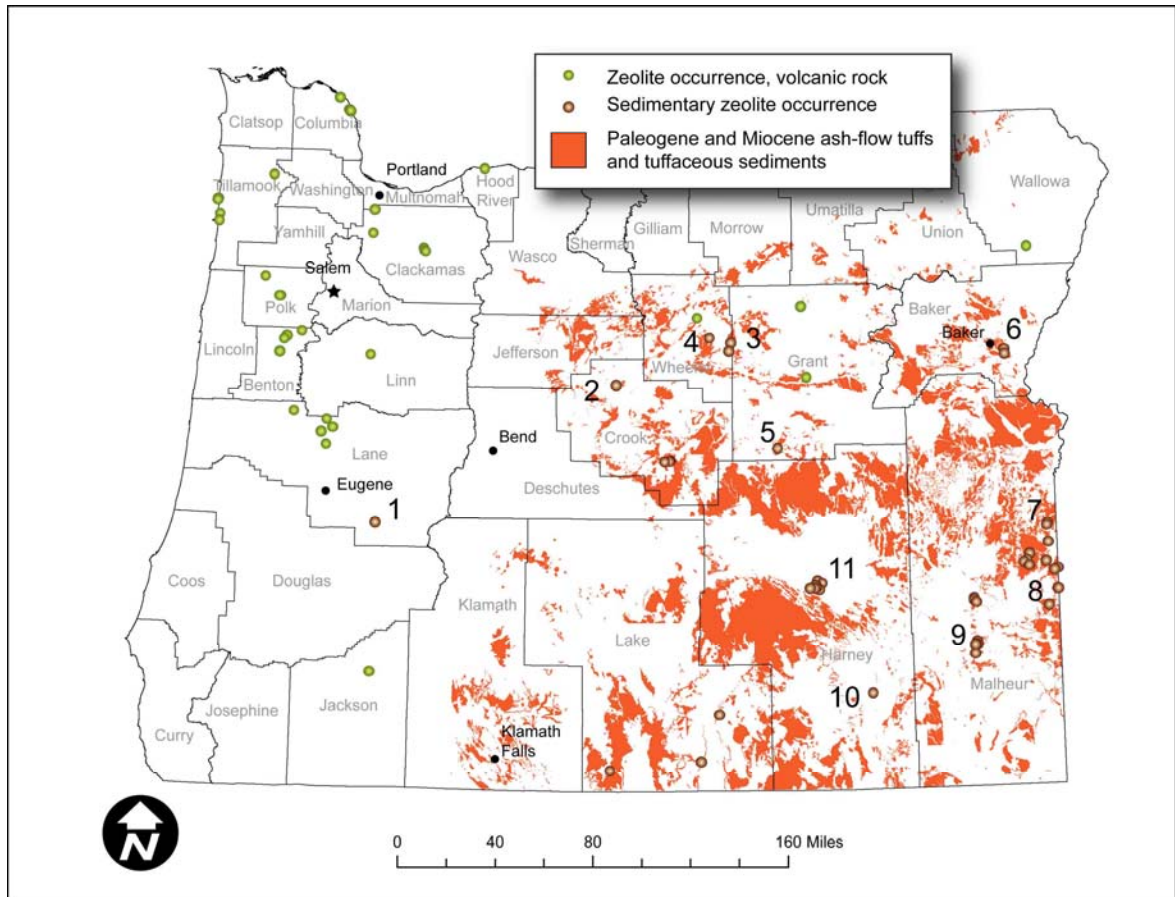 Zeolite occurrence, volcanic rock
Sedimentary zeolite occurrence
Paleogene and Miocene ash-flow tuffs
and tuffaceous sediments
Clatsop
Columbia
Portland
Tillamook
Washington
Multnomah
Hood
River
Wallowa
Umatilla
Gilliam
Morrow
Union
Sherman
Yamhill
Wasco
Clackamas
Salem
Polk
Marion
Baker
Baker
6
Lincoln
Jefferson
4
3
Wheeler
Grant
Benton
Linn
2
Crook
5
Lane
Bend
Deschutes
Eugene
1
7
Coos
Douglas
Klamath
11
8
Lake
9
Harney
Malheur
10
Curry
Josephine
Jackson
Klamath
Falls
N
0
40
80
160 Miles